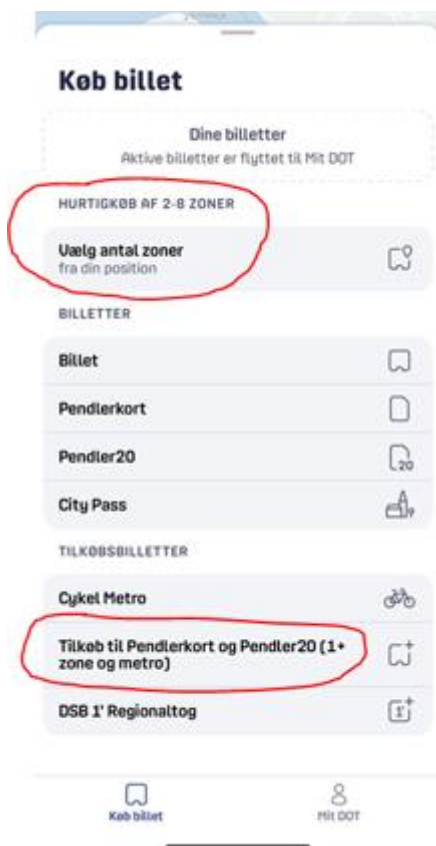 Køb billet
Dine billetter
Aktive billetter er flyttet til Mit DOT
HURTIGKØB AF 2-8 ZONER
Vælg antal zoner
fra din position
BILLETTER
Billet
Pendlerkort
Pendler20
20
City Pass
TILKØBSBILLETTER
Cykel Metro
Tilkøb til Pendlerkort og Pendler20 (1+
zone og metro)
DSB 1' Regionaltog
1'
Køb billet
Mit DOT